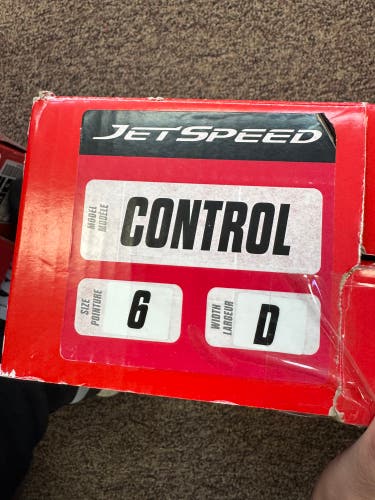 JETSPEED
MODEL
MODÈLE
CONTROL
SIZE
POINTURE
6
WIDTH
LARGEUR
D